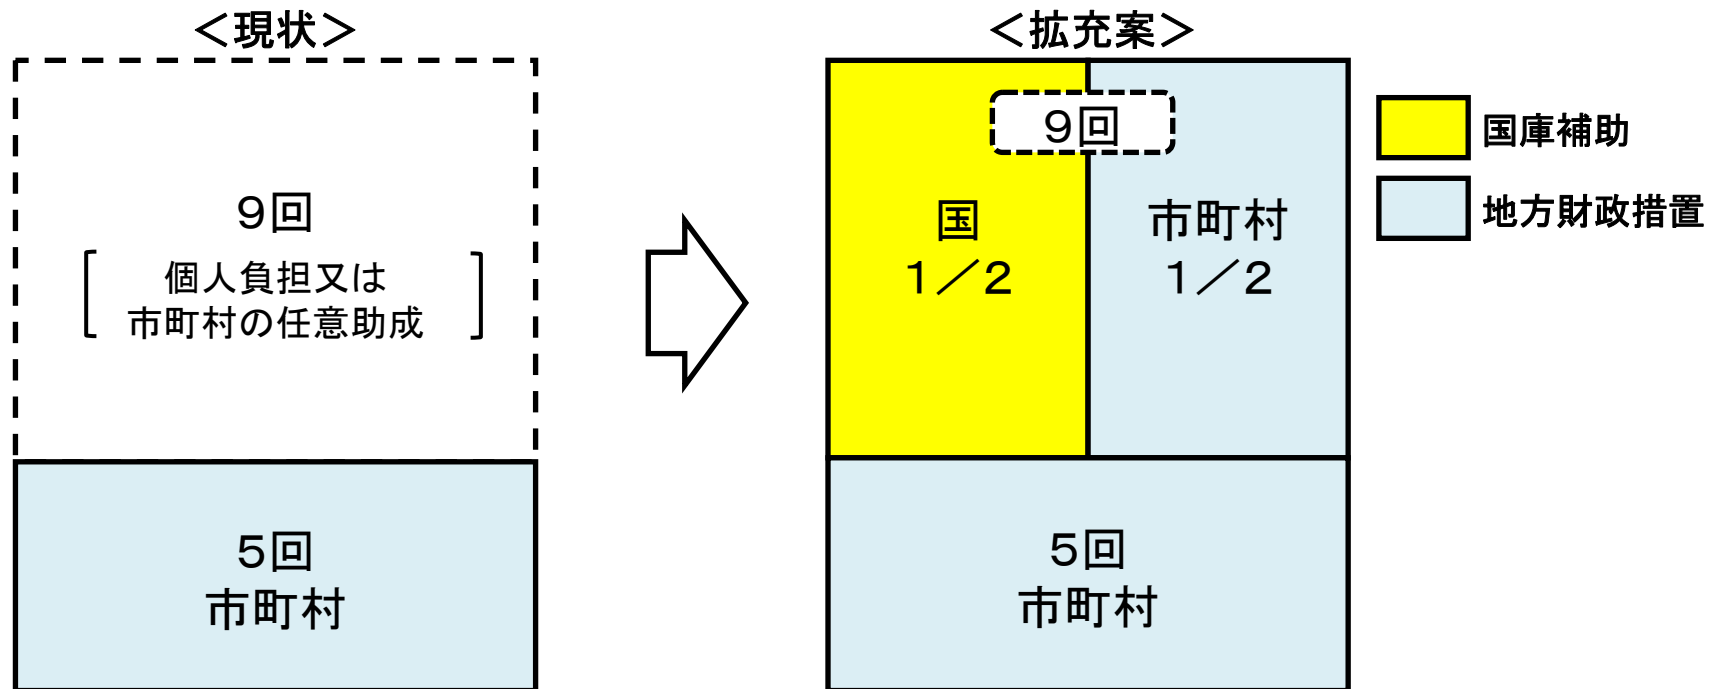 ＜現状＞
9回
個人負担又は
市町村の任意助成
5回
市町村
＜拡充案＞
9回
国
1／2
市町村
1／2
5回
市町村
国庫補助
地方財政措置